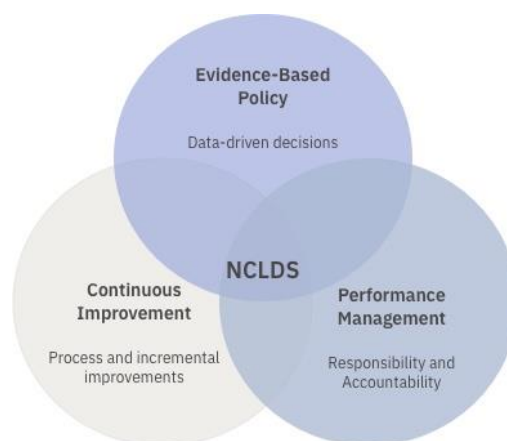 Evidence-Based
Policy
Data-driven decisions
NCLDS
Continuous
Improvement
Process and incremental
improvements
Performance
Management
Responsibility and
Accountability